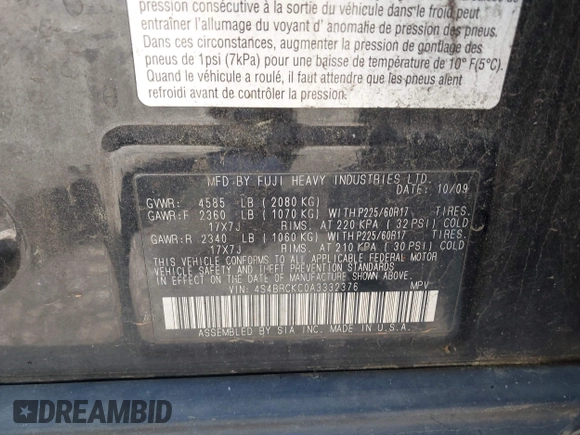 pression consécutive à la sortie du véhicule dans le froid peut
entraîner l'allumage du voyant d' anomalie de pression des pneus.
Dans ces circonstances, augmenter la pression de gonflage des
pneus de 1psi (7kPa) pour une baisse de température de 10° F(5°C).
Quand le véhicule a roulé, il faut attendre que les pneus aient
refroidi avant de contrôler la pression.
MFD BY FUJI HEAVY INDUSTRIES LTD.
DATE: 10/09
GVWR: 4585 LB ( 2080 KG)
GAWR:F 2360 LB ( 1070 KG) WITH P225/60R17 TIRES.
17X7J RIMS. AT 220 KPA ( 32 PSI) COLD
GAWR:R 2340 LB ( 1060 KG) WITH P225/60R17 TIRES.
17X7J RIMS. AT 210 KPA ( 30 PSI) COLD
THIS VEHICLE CONFORMS TO ALL APPLICABLE FEDERAL MOTOR
VEHICLE SAFETY AND THEFT PREVENTION STANDARDS
IN EFFECT ON THE DATE OF MANUFACTURE SHOWN ABOVE.
VIN: 4S4BRCKC0A3332376 MPV
ASSEMBLED BY SIA INC. MADE IN U.S.A.
DREAMBID